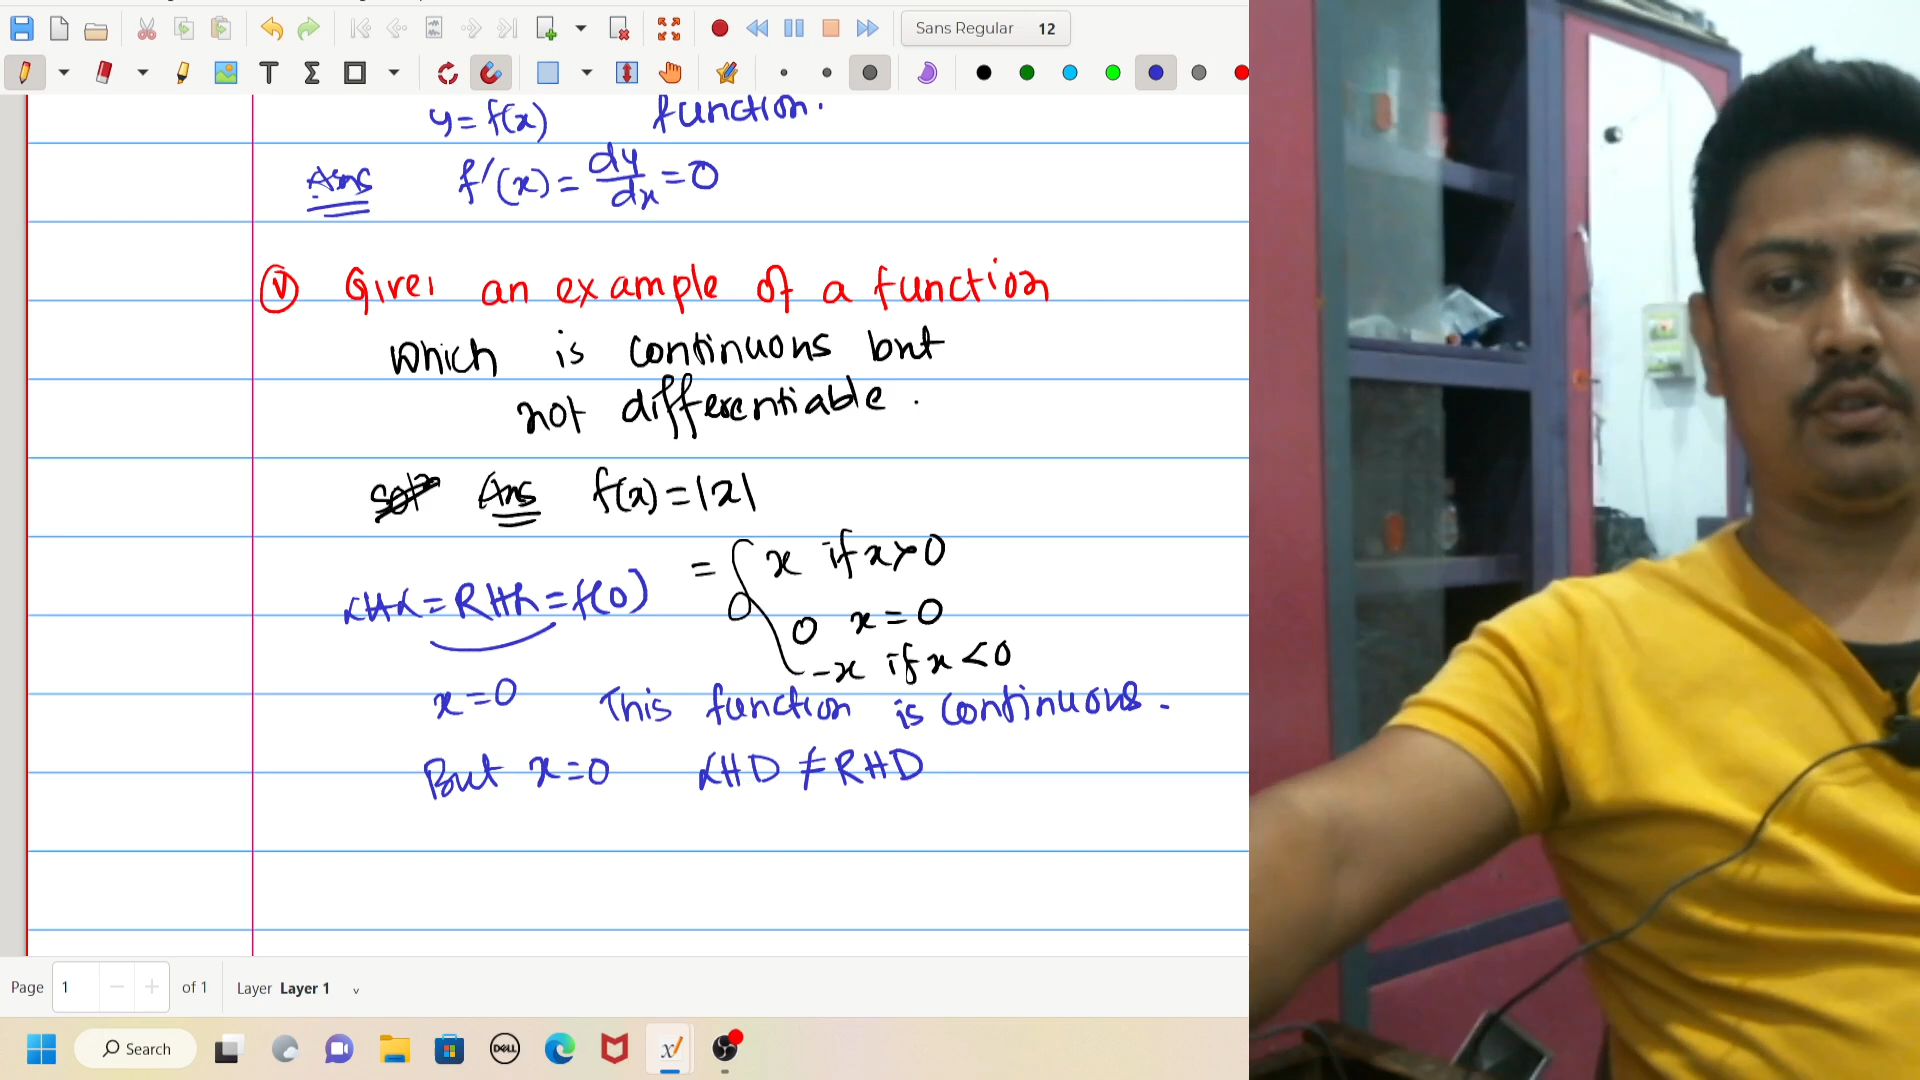 Sans Regular 12
y=f(x) function.
Ans f'(x)=dy/dx=0
(v) Give an example of a function
which is continuous but
not differentiable.
Ans f(x)=|x|
= { x if x>0
LHL=RHL=f(0)
0 x=0
-x if x<0
x=0 This function is continuous.
But x=0 LHD ≠ RHD
Page 1 of 1 Layer Layer 1
Search
DELL